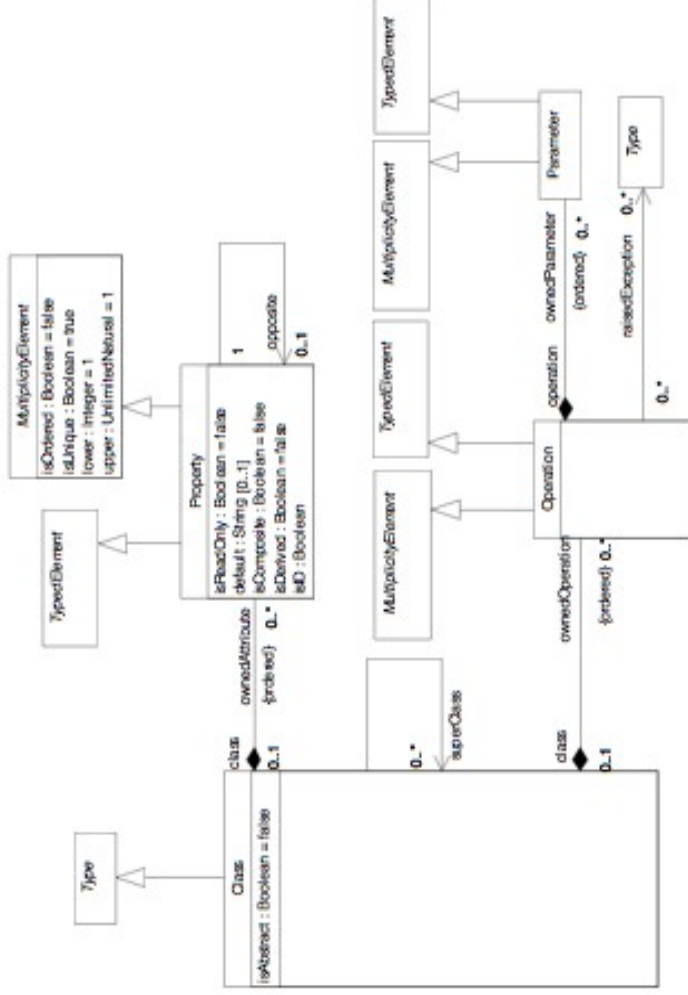 Type
Class
isAbstract : Boolean = false
TypedElement
MultiplicityElement
isOrdered : Boolean = false
isUnique : Boolean = true
lower : Integer = 1
upper : UnlimitedNatural = 1
class
0..1
ownedAttribute
{ordered} 0..*
Property
isReadOnly : Boolean = false
default : String [0..1]
isComposite : Boolean = false
isDerived : Boolean = false
isID : Boolean
1
opposite
0..1
0..*
superClass
MultiplicityElement
TypedElement
MultiplicityElement
TypedElement
class
0..1
ownedOperation
{ordered} 0..*
Operation
operation
ownedParameter
{ordered} 0..*
Parameter
raisedException 0..*
0..*
Type